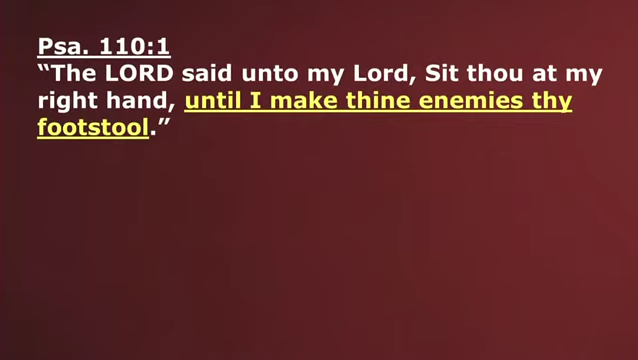 Psa. 110:1
“The LORD said unto my Lord, Sit thou at my
right hand, until I make thine enemies thy
footstool.”